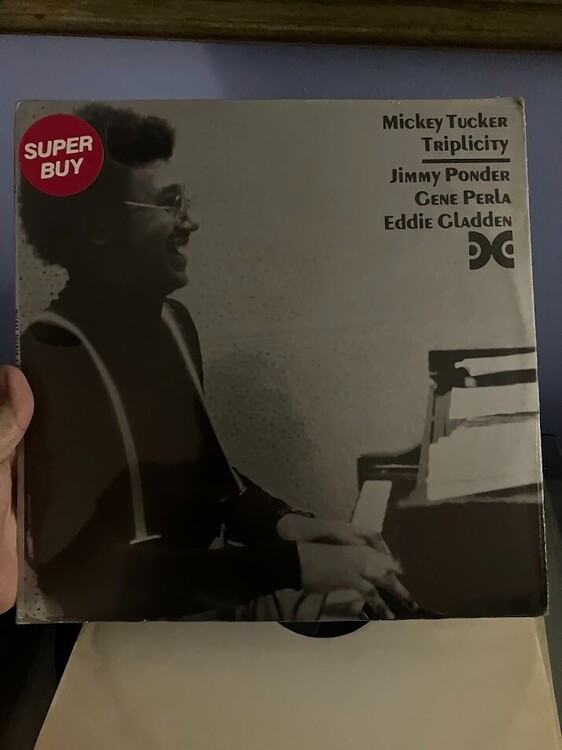 SUPER
BUY
Mickey Tucker
Triplicity
Jimmy Ponder
Gene Perla
Eddie Gladden